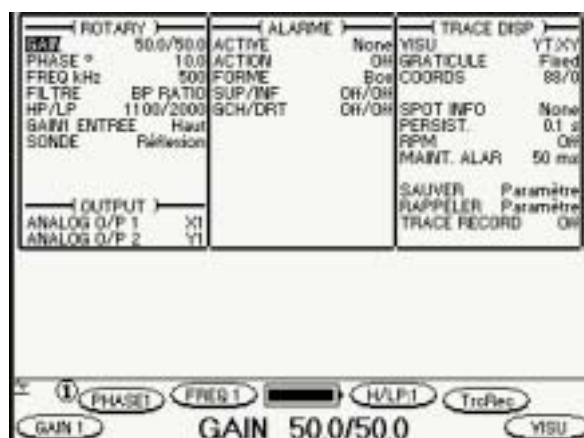 ROTARY
GAIN 50.0/50.0
PHASE ° 10.0
FREQ kHz 500
FILTRE BP RATIO
HP/LP 1100/2000
GAIN1 ENTREE Haut
SONDE Réflexion
OUTPUT
ANALOG O/P 1 X1
ANALOG O/P 2 Y1
ALARME
ACTIVE None
ACTION Off
FORME Box
SUP/INF Off/Off
GCH/DRT Off/Off
TRACE DISP
VISU YT:XY
GRATICULE Fixed
COORDS 88/0
SPOT INFO None
PERSIST. 0.1 s
RPM Off
MAINT. ALAR 50 ms
SAUVER Paramètre
RAPPELER Paramètre
TRACE RECORD Off
1 PHASE1 FREQ 1 H/LP:1 TrcRec
GAIN 1 GAIN 50.0/50.0 VISU